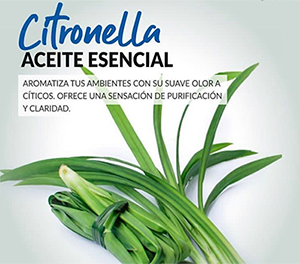 Citronella
ACEITE ESENCIAL
AROMATIZA TUS AMBIENTES CON SU SUAVE OLOR A
CÍTICOS. OFRECE UNA SENSACIÓN DE PURIFICACIÓN
Y CLARIDAD.